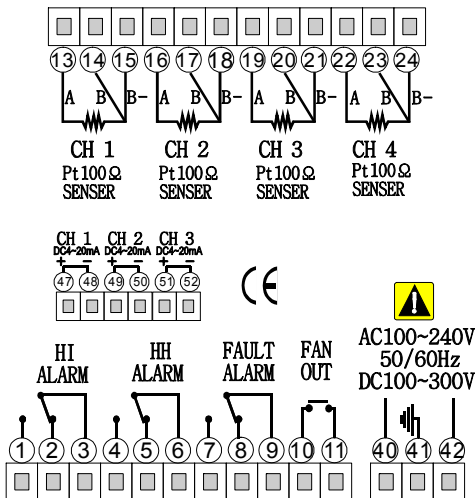 13 14 15 16 17 18 19 20 21 22 23 24
A B B- A B B- A B B- A B B-
CH 1 CH 2 CH 3 CH 4
Pt100Ω Pt100Ω Pt100Ω Pt100Ω
SENSER SENSER SENSER SENSER
CH 1 CH 2 CH 3
DC4~20mA DC4~20mA DC4~20mA
+ - + - + -
47 48 49 50 51 52
CE
AC100~240V
50/60Hz
DC100~300V
HI HH FAULT FAN
ALARM ALARM ALARM OUT
1 2 3 4 5 6 7 8 9 10 11 40 41 42